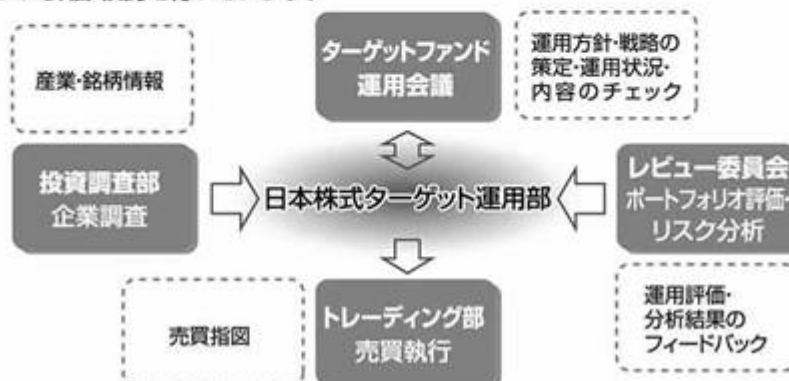 ターゲットファンド
運用会議
運用方針・戦略の
策定・運用状況・
内容のチェック
産業・銘柄情報
投資調査部
企業調査
日本株式ターゲット運用部
レビュー委員会
ポートフォリオ評価・
リスク分析
トレーディング部
売買執行
売買指図
運用評価・
分析結果の
フィードバック